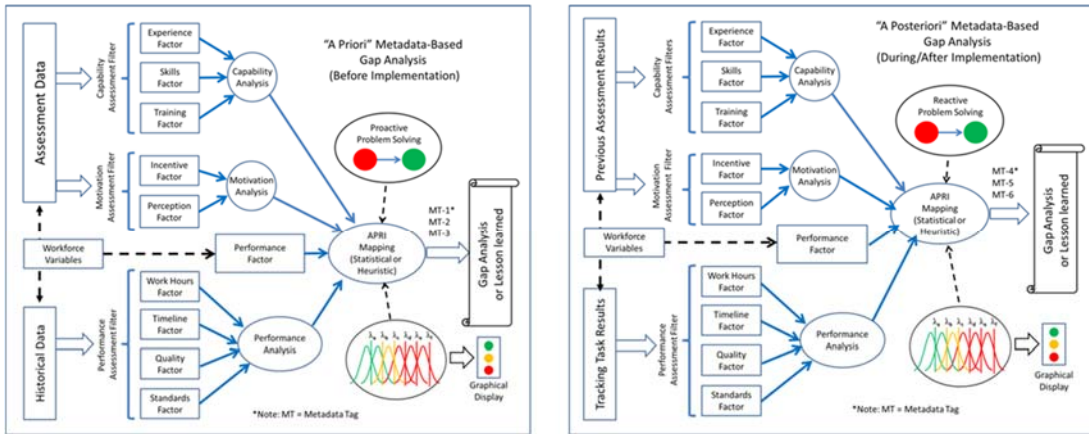 "A Priori" Metadata-Based
Gap Analysis
(Before Implementation)
Assessment Data
Capability
Assessment Filter
Experience
Factor
Skills
Factor
Training
Factor
Capability
Analysis
Proactive
Problem Solving
Motivation
Assessment Filter
Incentive
Factor
Perception
Factor
Motivation
Analysis
MT-1*
MT-2
MT-3
APRI
Mapping
(Statistical or
Heuristic)
Gap Analysis
or Lesson learned
Workforce
Variables
Performance
Factor
Historical Data
Performance
Assessment Filter
Work Hours
Factor
Timeline
Factor
Quality
Factor
Standards
Factor
Performance
Analysis
Graphical
Display
*Note: MT = Metadata Tag
"A Posteriori" Metadata-Based
Gap Analysis
(During/After Implementation)
Previous Assessment Results
Capability
Assessment Filters
Experience
Factor
Skills
Factor
Training
Factor
Capability
Analysis
Reactive
Problem Solving
Motivation
Assessment Filter
Incentive
Factor
Perception
Factor
Motivation
Analysis
MT-4*
MT-5
MT-6
APRI
Mapping
(Statistical or
Heuristic)
Gap Analysis
or Lesson learned
Workforce
Variables
Performance
Factor
Tracking Task Results
Performance
Assessment Filter
Work Hours
Factor
Timeline
Factor
Quality
Factor
Standards
Factor
Performance
Analysis
Graphical
Display
*Note: MT = Metadata Tag